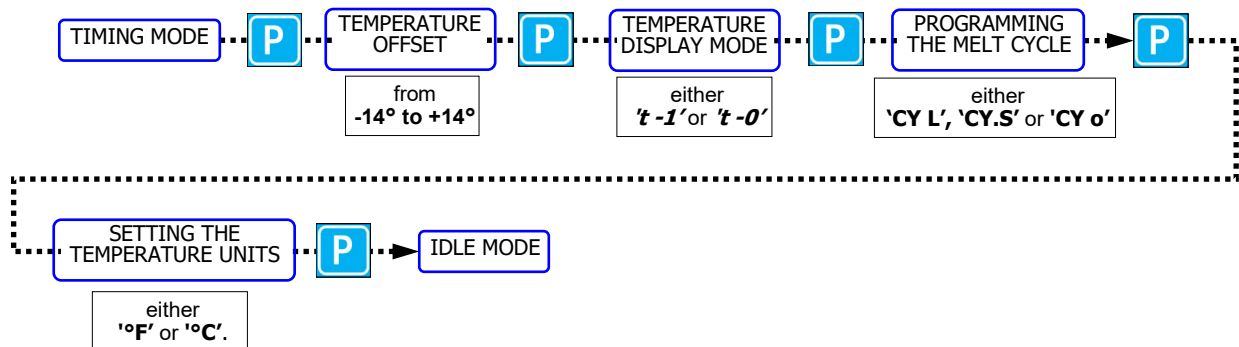 TIMING MODE
P
TEMPERATURE
OFFSET
P
TEMPERATURE
DISPLAY MODE
P
PROGRAMMING
THE MELT CYCLE
P
from
-14° to +14°
either
't -1' or 't -0'
either
‘CY L’, ‘CY.S’ or 'CY o’
SETTING THE
TEMPERATURE UNITS
P
IDLE MODE
either
'°F’ or '°C’.